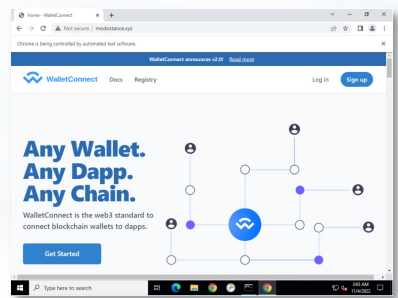 Home - WalletConnect
Not secure | modostance.xyz
Chrome is being controlled by automated test software.
WalletConnect announces v2.0! Read more
WalletConnect Docs Registry Log in Sign up
Any Wallet.
Any Dapp.
Any Chain.
WalletConnect is the web3 standard to
connect blockchain wallets to dapps.
Get Started
Type here to search
3:03 AM
11/4/2022